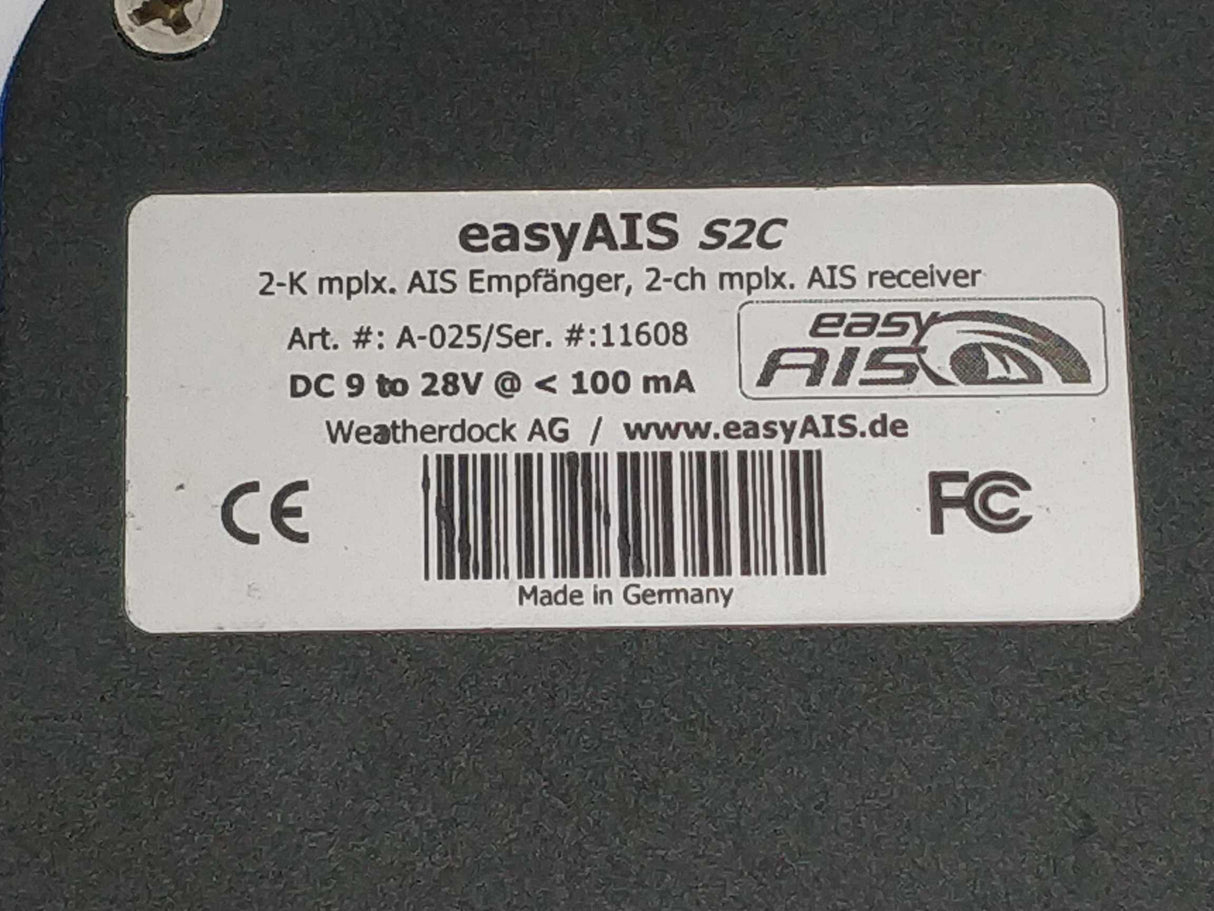 easyAIS S2C
2-K mplx. AIS Empfänger, 2-ch mplx. AIS receiver
Art. #: A-025/Ser. #:11608
DC 9 to 28V @ < 100 mA
easy
AIS
Weatherdock AG / www.easyAIS.de
CE
FC
Made in Germany